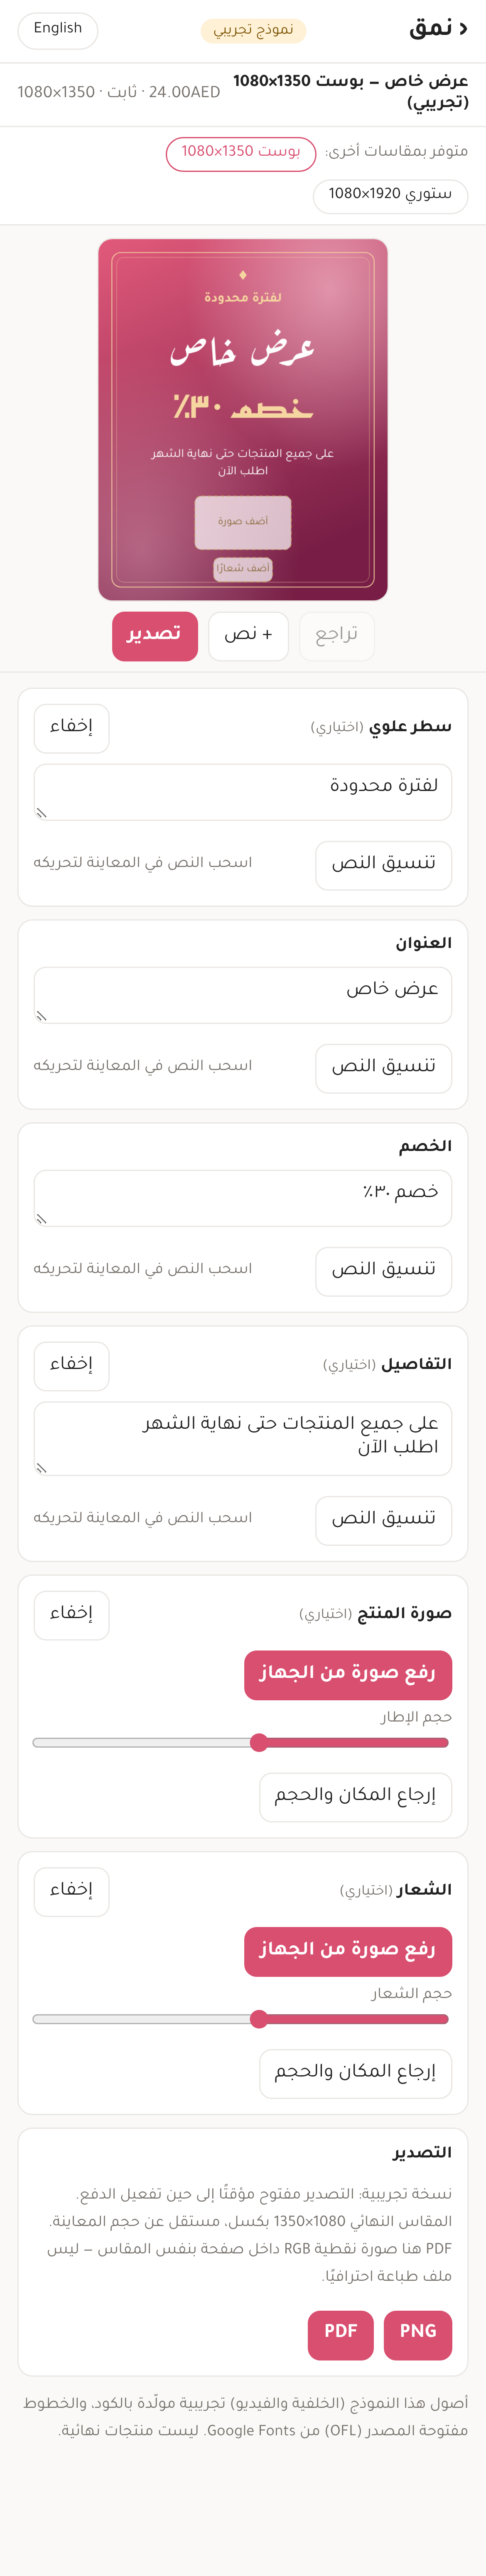 ‹ نمق
نموذج تجريبي
English
عرض خاص — بوست 1350×1080 (تجريبي)
24.00AED · ثابت · 1350×1080
متوفر بمقاسات أخرى:
بوست 1350×1080
ستوري 1920×1080
لفترة محدودة
عرض خاص
خصم ٣٠٪
على جميع المنتجات حتى نهاية الشهر
اطلب الآن
أضف صورة
أضف شعارًا
تراجع
+ نص
تصدير
سطر علوي (اختياري)
إخفاء
لفترة محدودة
تنسيق النص
اسحب النص في المعاينة لتحريكه
العنوان
عرض خاص
تنسيق النص
اسحب النص في المعاينة لتحريكه
الخصم
خصم ٣٠٪
تنسيق النص
اسحب النص في المعاينة لتحريكه
التفاصيل (اختياري)
إخفاء
على جميع المنتجات حتى نهاية الشهر
اطلب الآن
تنسيق النص
اسحب النص في المعاينة لتحريكه
صورة المنتج (اختياري)
إخفاء
رفع صورة من الجهاز
حجم الإطار
إرجاع المكان والحجم
الشعار (اختياري)
إخفاء
رفع صورة من الجهاز
حجم الشعار
إرجاع المكان والحجم
التصدير
نسخة تجريبية: التصدير مفتوح مؤقتًا إلى حين تفعيل الدفع.
المقاس النهائي 1080×1350 بكسل، مستقل عن حجم المعاينة.
PDF هنا صورة نقطية RGB داخل صفحة بنفس المقاس — ليس
ملف طباعة احترافيًا.
PNG
PDF
أصول هذا النموذج (الخلفية والفيديو) تجريبية مولّدة بالكود، والخطوط
مفتوحة المصدر (OFL) من Google Fonts. ليست منتجات نهائية.